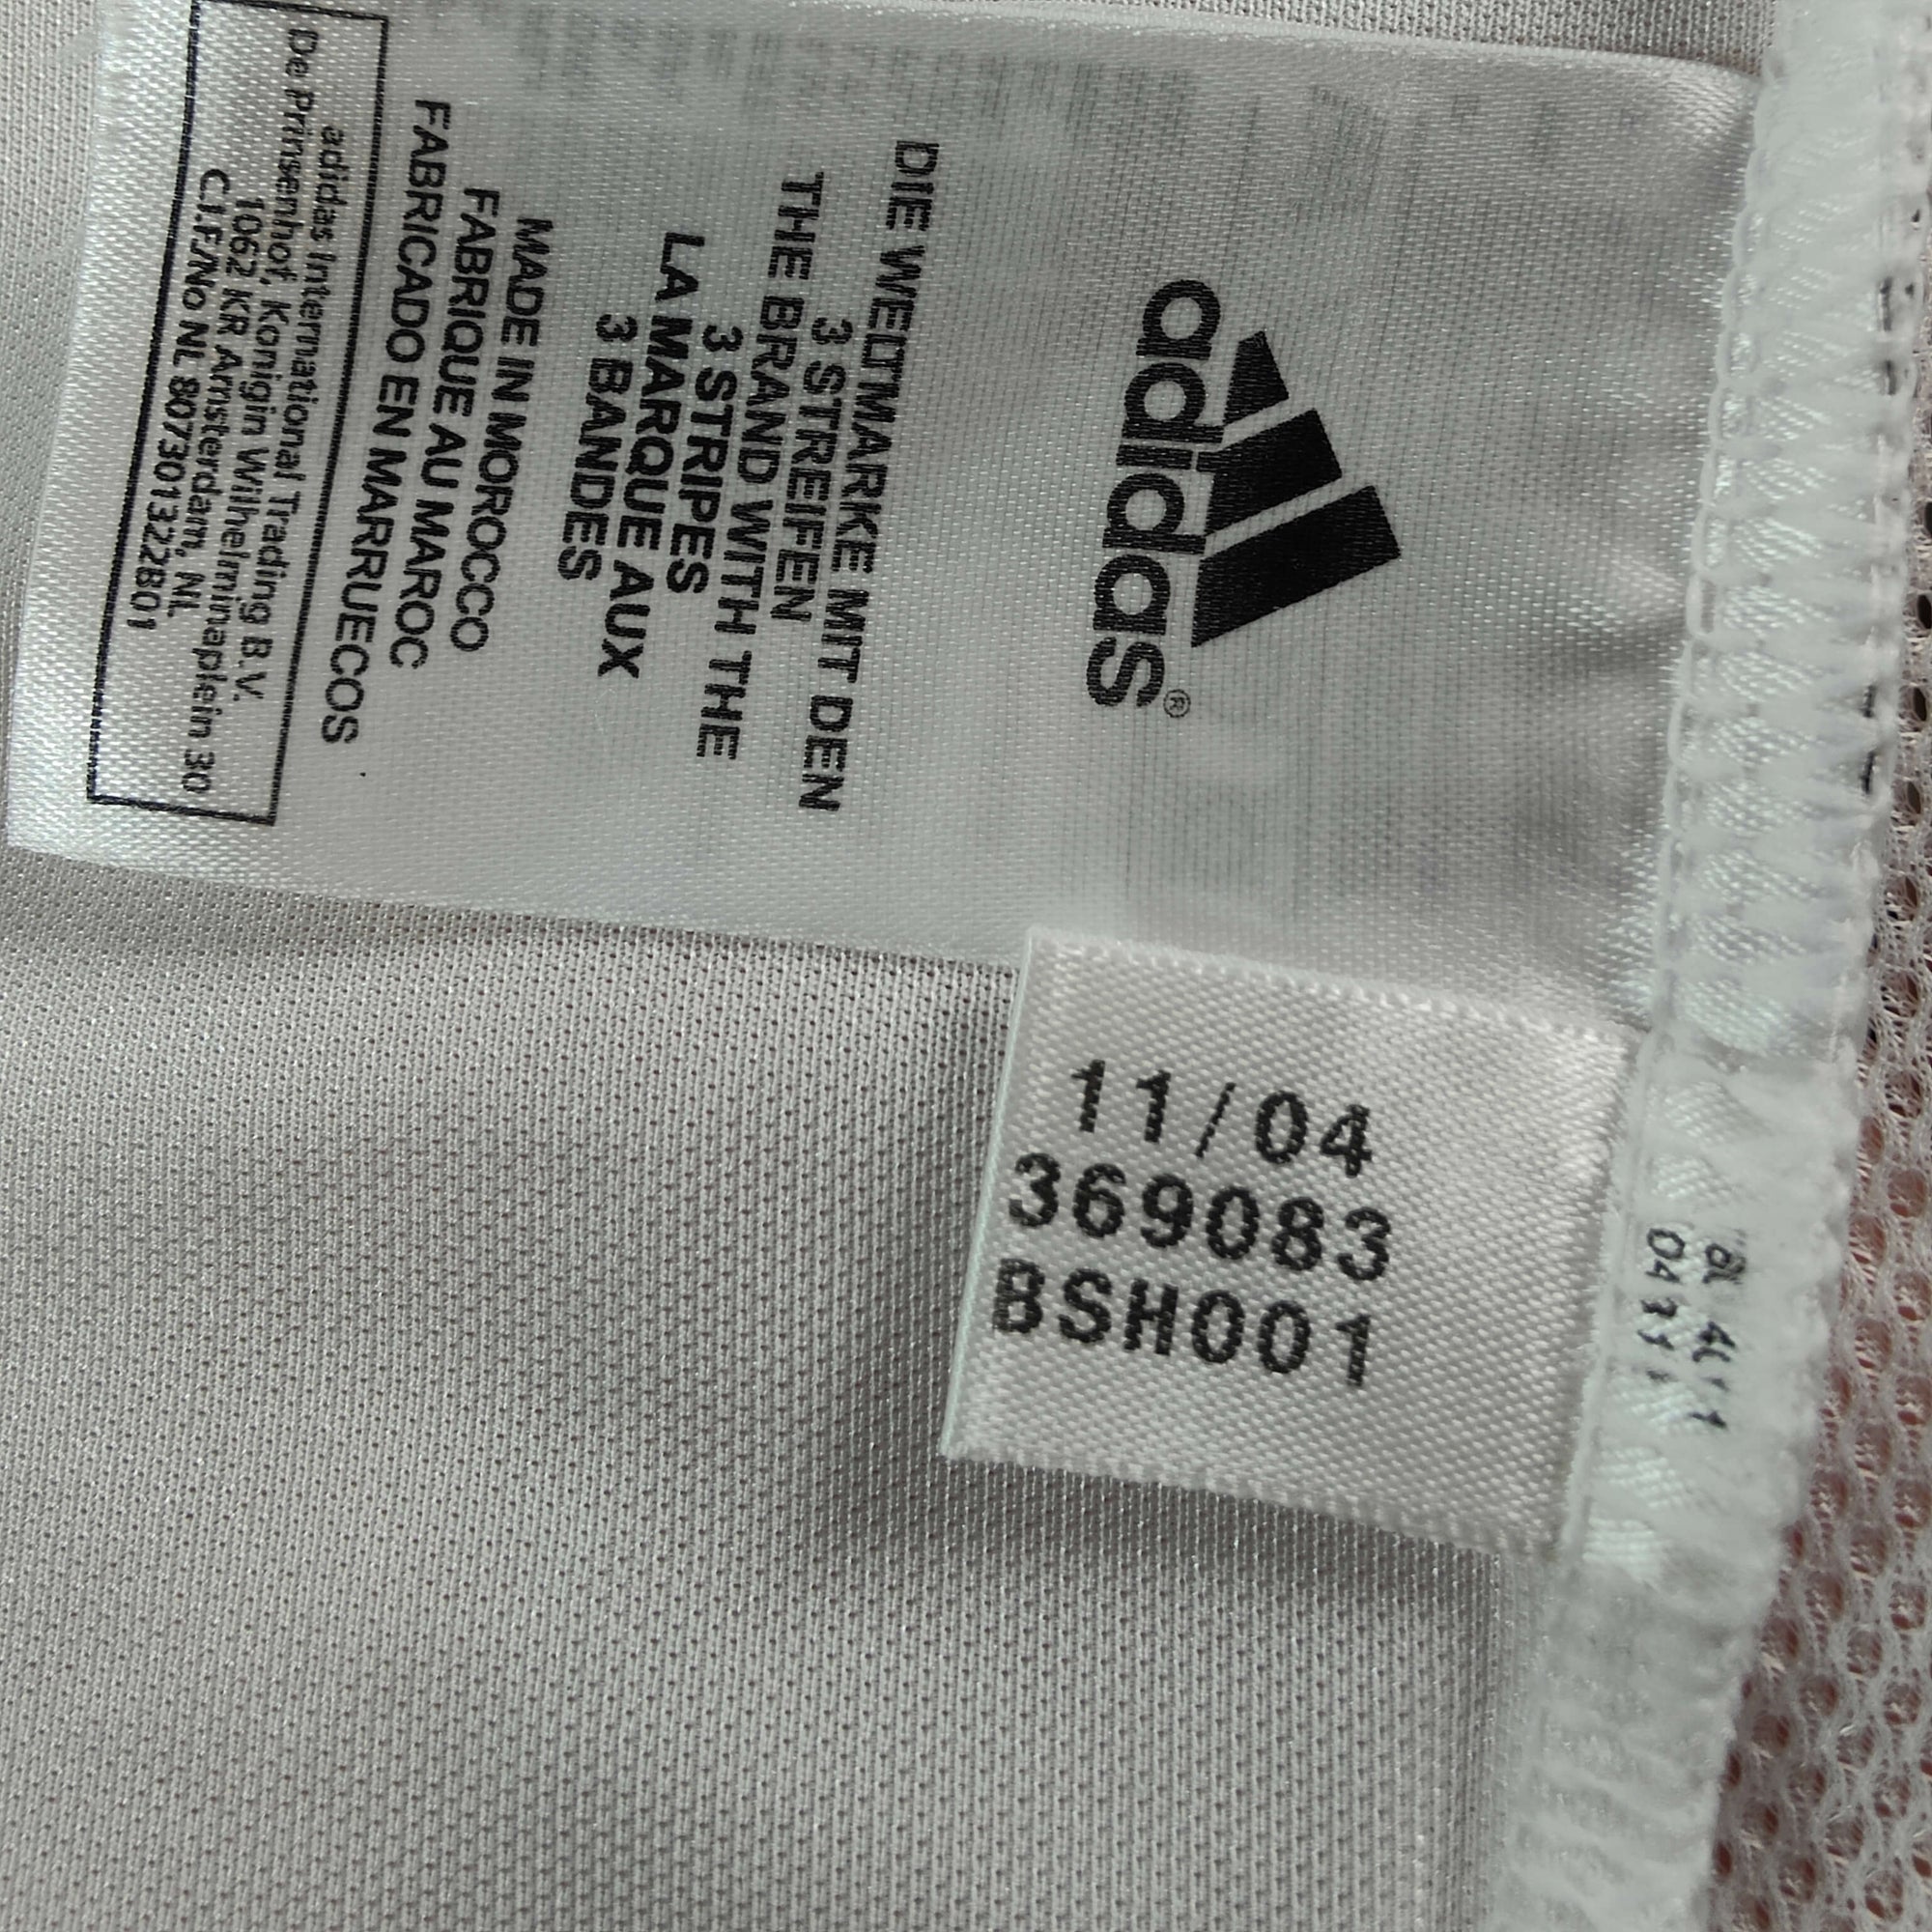 adidas®
DIE WELTMARKE MIT DEN
3 STREIFEN
THE BRAND WITH THE
3 STRIPES
LA MARQUE AUX
3 BANDES
MADE IN MOROCCO
FABRIQUE AU MAROC
FABRICADO EN MARRUECOS
adidas International Trading B.V.
De Prinsenhof, Konigin Wilhelminaplein 30
1062 KR Amsterdam, NL
C.I.F./No NL 807301322B01
11/04
369083
BSH001